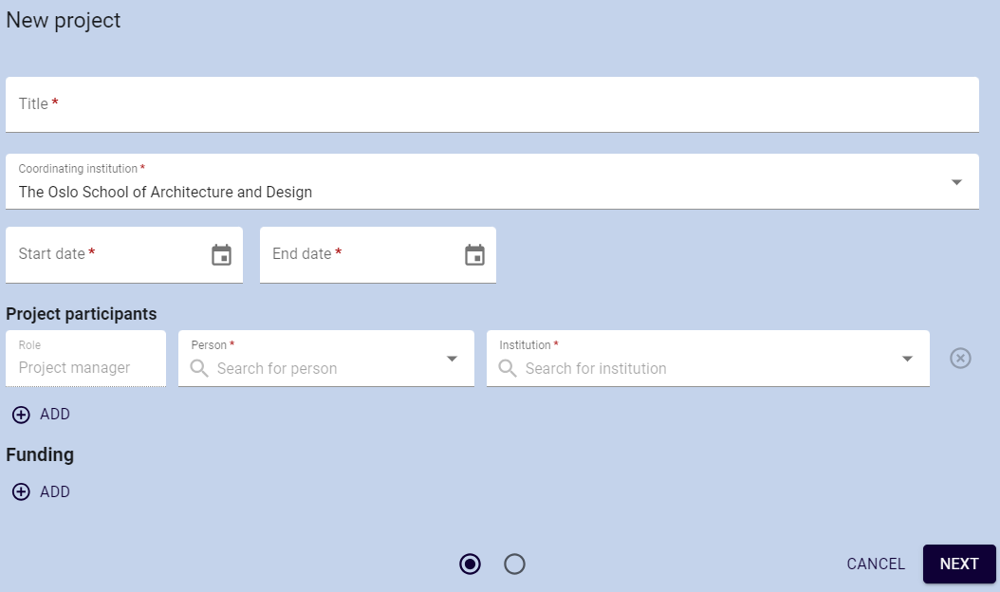 New project
Title *
Coordinating institution *
The Oslo School of Architecture and Design
Start date * End date *
Project participants
Role Person * Institution *
Project manager Search for person Search for institution
ADD
Funding
ADD
CANCEL NEXT